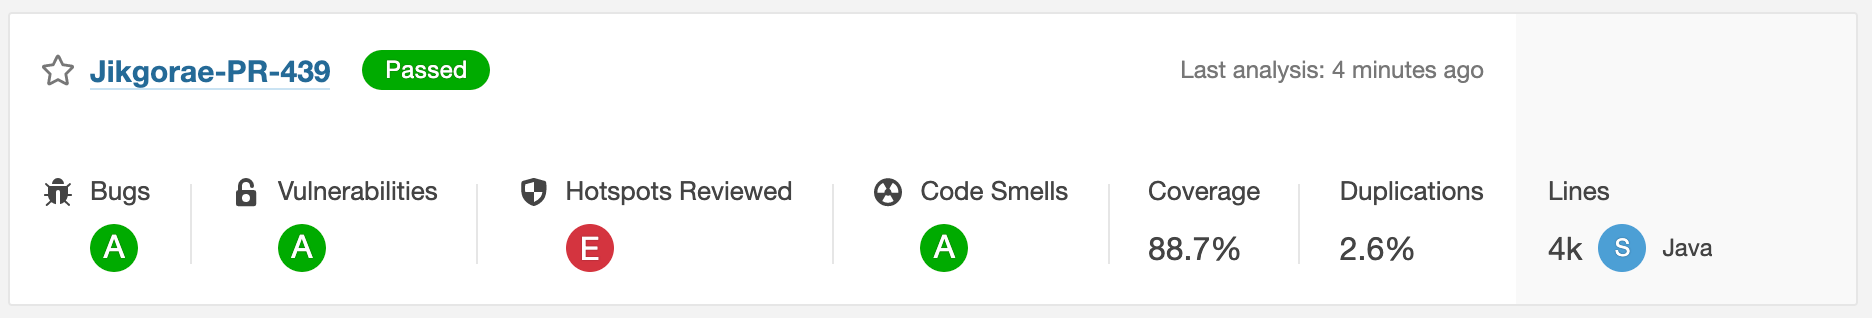 Jikgorae-PR-439 Passed Last analysis: 4 minutes ago
Bugs Vulnerabilities Hotspots Reviewed Code Smells Coverage Duplications Lines
A A E A 88.7% 2.6% 4k S Java